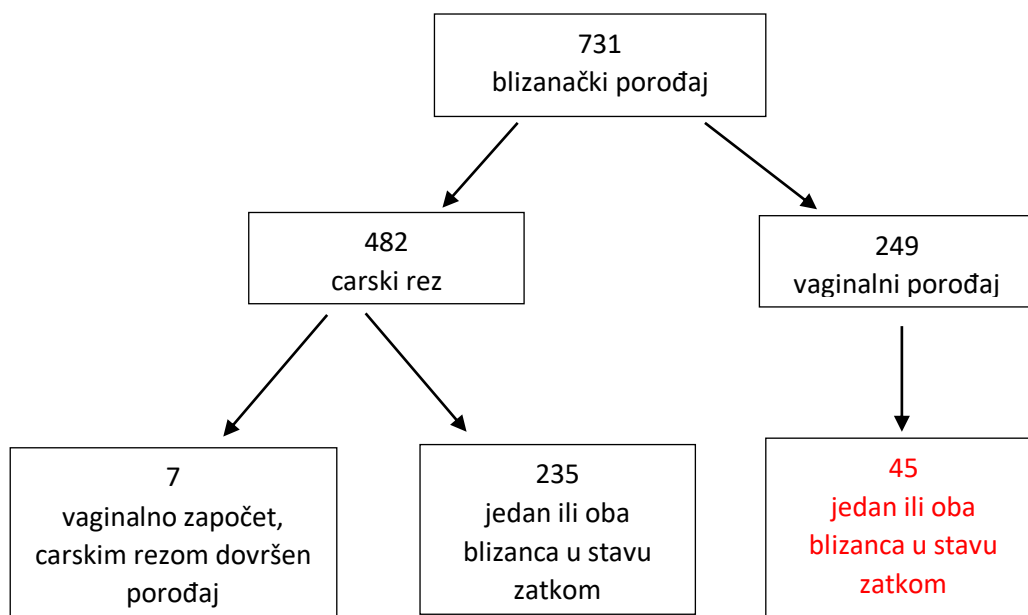 731
blizanački porođaj
482
carski rez
249
vaginalni porođaj
7
vaginalno započet,
carskim rezom dovršen
porođaj
235
jedan ili oba
blizanca u stavu
zatkom
45
jedan ili oba
blizanca u stavu
zatkom